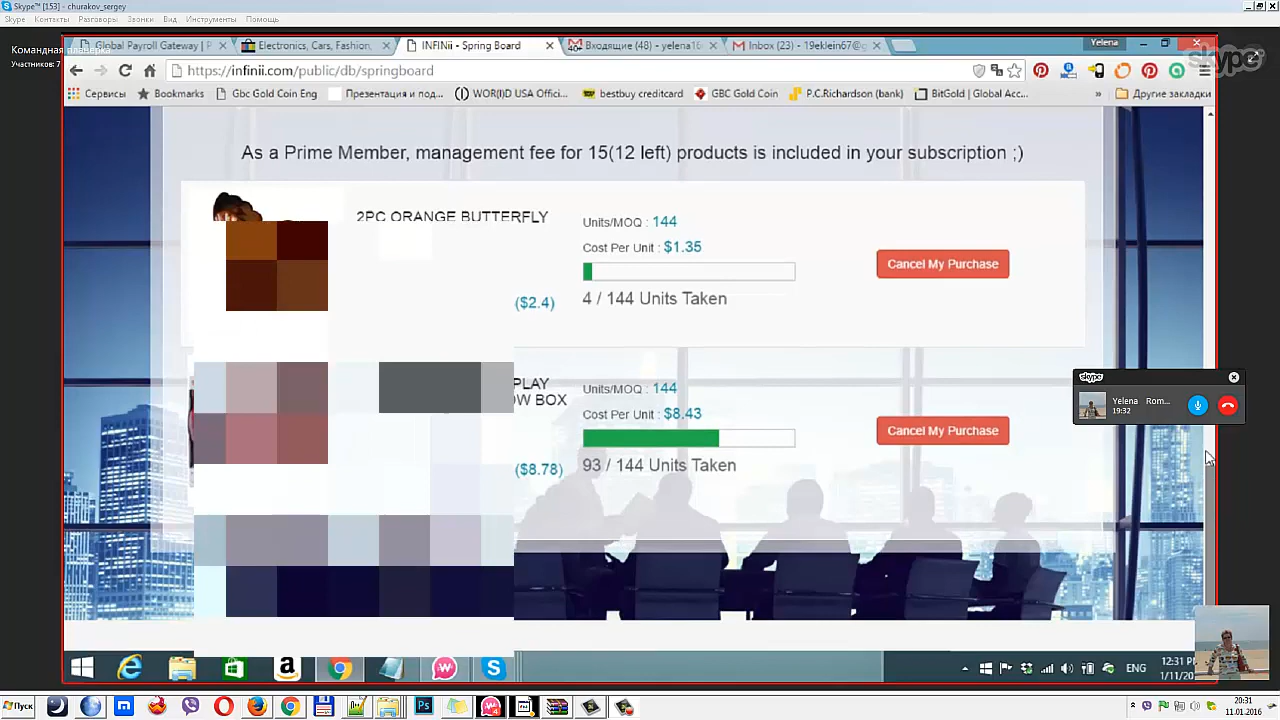 Skype™ [153] - churakov_sergey
Skype Контакты Разговоры Звонки Вид Инструменты Помощь
Командная планерка
Участников: 7
Global Payroll Gateway | P
Electronics, Cars, Fashion,
INFINii - Spring Board
Входящие (48) - yelena16
Inbox (23) - 19eklein67@g
Yelena
skype
https://infinii.com/public/db/springboard
Сервисы
Bookmarks
Gbc Gold Coin Eng
Презентация и под...
WOR(I)D USA Offici...
bestbuy creditcard
GBC Gold Coin
P.C.Richardson (bank)
BitGold | Global Acc...
»
Другие закладки
As a Prime Member, management fee for 15(12 left) products is included in your subscription ;)
2PC ORANGE BUTTERFLY
Units/MOQ : 144
Cost Per Unit : $1.35
Cancel My Purchase
($2.4)
4 / 144 Units Taken
PLAY
OW BOX
Units/MOQ : 144
Cost Per Unit : $8.43
Cancel My Purchase
($8.78)
93 / 144 Units Taken
skype
Yelena Rom...
19:32
ENG
12:31 PM
1/11/20
Пуск
20:31
11.01.2016